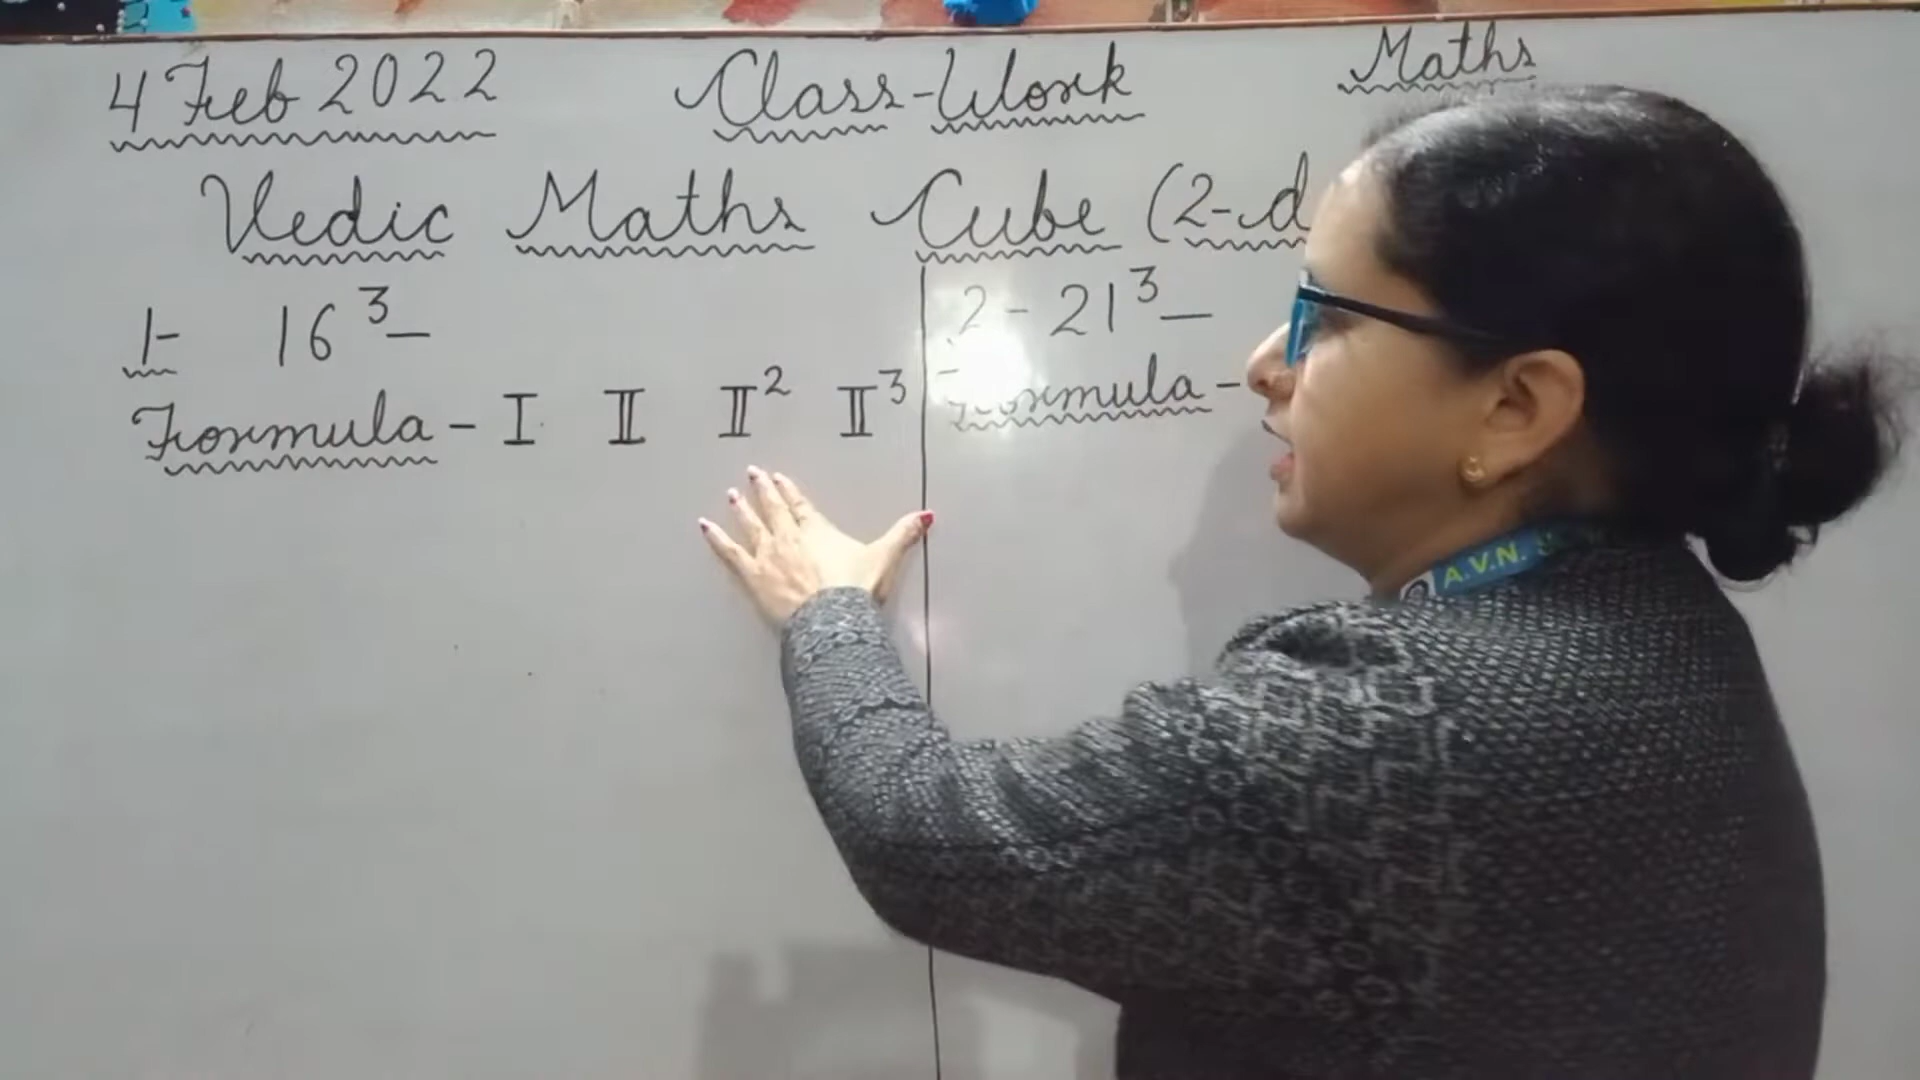 4 Feb 2022 Class-Work Maths
Vedic Maths Cube (2-d
1- 16³–
Formula - I II II² II³
2 - 21³–
Formula -
A.V.N.